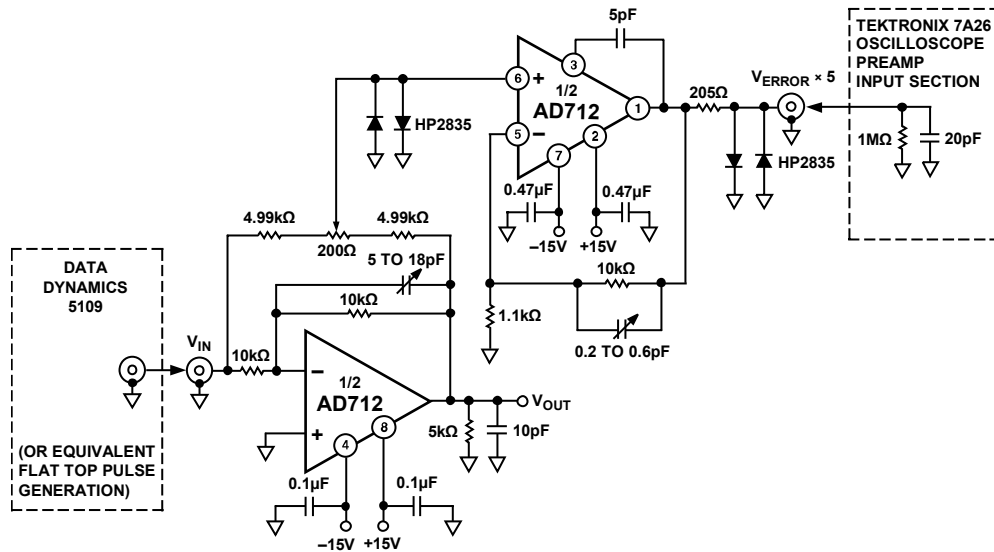 5pF
TEKTRONIX 7A26
OSCILLOSCOPE
PREAMP
INPUT SECTION
VERROR × 5
3
6
+
1/2
AD712
1
205Ω
HP2835
5
−
2
7
1MΩ
20pF
HP2835
0.47µF
0.47µF
–15V
+15V
4.99kΩ
4.99kΩ
200Ω
5 TO 18pF
10kΩ
10kΩ
1.1kΩ
0.2 TO 0.6pF
DATA
DYNAMICS
5109
VIN
10kΩ
−
1/2
AD712
+
8
4
VOUT
5kΩ
10pF
(OR EQUIVALENT
FLAT TOP PULSE
GENERATION)
0.1µF
0.1µF
–15V
+15V